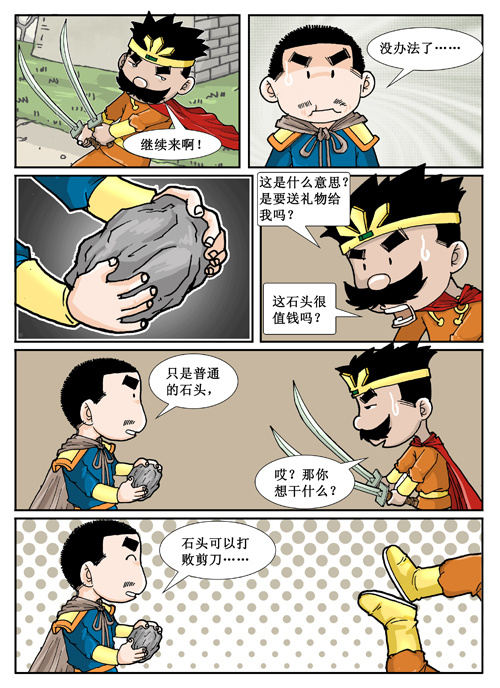 继续来啊！
没办法了……
这是什么意思？
是要送礼物给
我吗？
这石头很
值钱吗？
只是普通
的石头，
哎？那你
想干什么？
石头可以打
败剪刀……